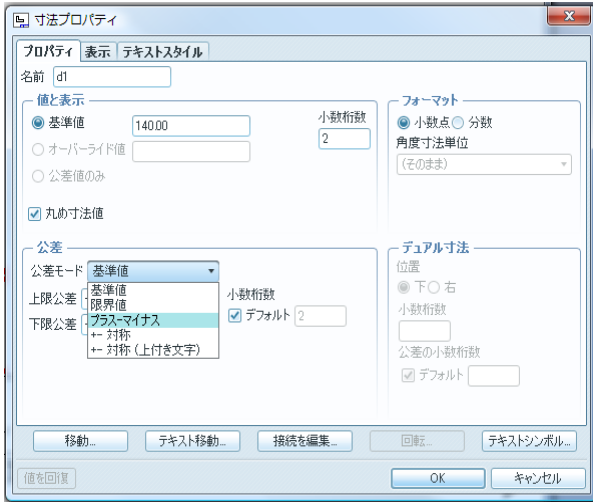 寸法プロパティ
プロパティ 表示 テキストスタイル
名前 d1
値と表示
基準値 140.00
小数桁数
2
オーバーライド値
公差値のみ
丸め寸法値
フォーマット
小数点 分数
角度寸法単位
(そのまま)
公差
公差モード 基準値
上限公差
下限公差
基準値
限界値
プラス-マイナス
+- 対称
+- 対称 (上付き文字)
小数桁数
デフォルト 2
デュアル寸法
位置
下 右
小数桁数
公差の小数桁数
デフォルト
移動... テキスト移動... 接続を編集... 回転... テキストシンボル...
値を回復 OK キャンセル